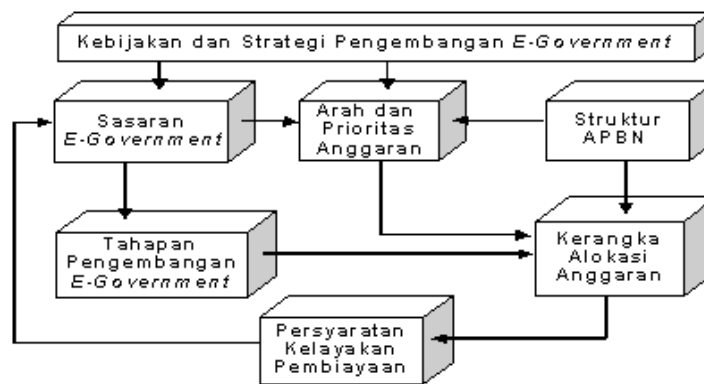 Kebijakan dan Strategi Pengembangan E-Government
Sasaran
E-Government
Arah dan
Prioritas
Anggaran
Struktur
APBN
Tahapan
Pengembangan
E-Government
Kerangka
Alokasi
Anggaran
Persyaratan
Kelayakan
Pembiayaan